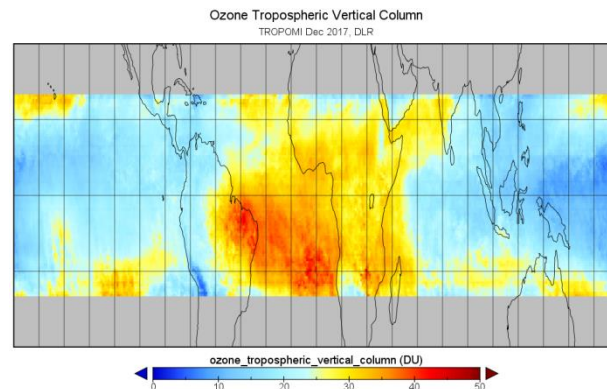 Ozone Tropospheric Vertical Column
TROPOMI Dec 2017, DLR
ozone_tropospheric_vertical_column (DU)
0 10 20 30 40 50